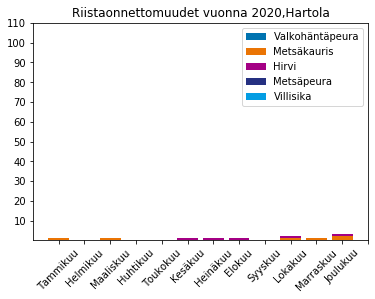 Riistaonnettomuudet vuonna 2020,Hartola
110
100
90
80
70
60
50
40
30
20
10
Valkohäntäpeura
Metsäkauris
Hirvi
Metsäpeura
Villisika
Tammikuu
Helmikuu
Maaliskuu
Huhtikuu
Toukokuu
Kesäkuu
Heinäkuu
Elokuu
Syyskuu
Lokakuu
Marraskuu
Joulukuu